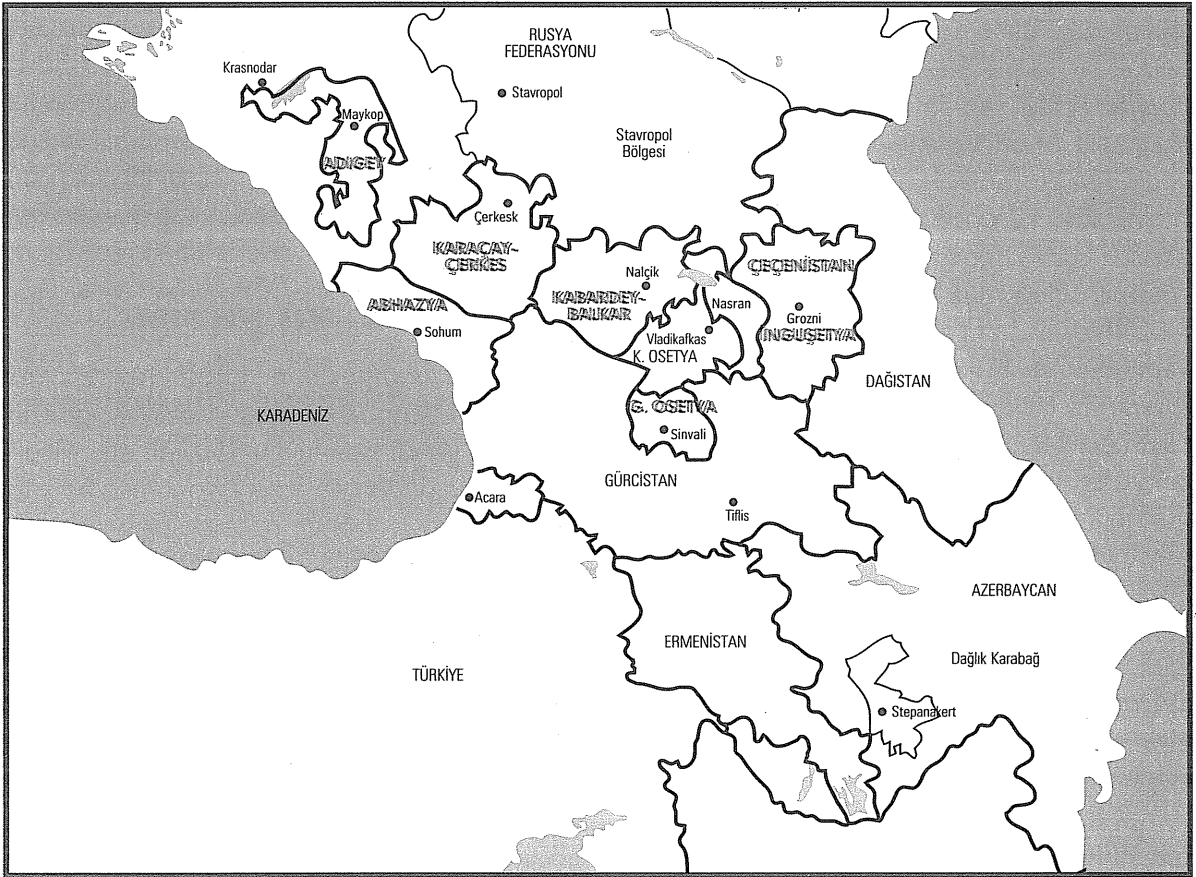 RUSYA
FEDERASYONU
Krasnodar
Stavropol
Maykop
Stavropol
Bölgesi
ADIGEY
Çerkesk
KARAÇAY-
ÇERKES
ÇEÇENİSTAN
Nalçik
KABARDEY-
BALKAR
Nasran
ABHAZYA
Grozni
Sohum
Vladikafkas
İNGUŞETYA
K. OSETYA
DAĞISTAN
G. OSETYA
KARADENİZ
Sinvali
GÜRCİSTAN
Acara
Tiflis
AZERBAYCAN
ERMENİSTAN
Dağlık Karabağ
TÜRKİYE
Stepanakert